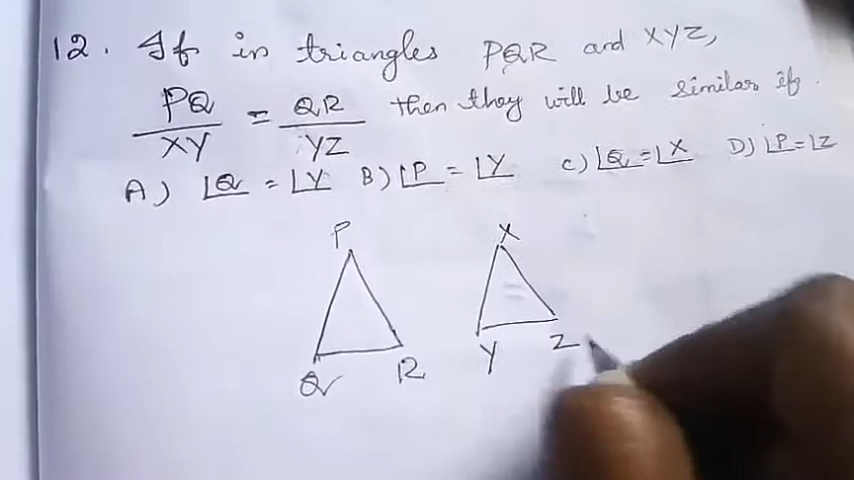 12. If in triangles PQR and XYZ,
PQ/XY = QR/YZ then they will be similar if.
A) ∠Q = ∠Y B) ∠P = ∠Y C) ∠Q = ∠X D) ∠P = ∠Z
P X
Q R Y Z